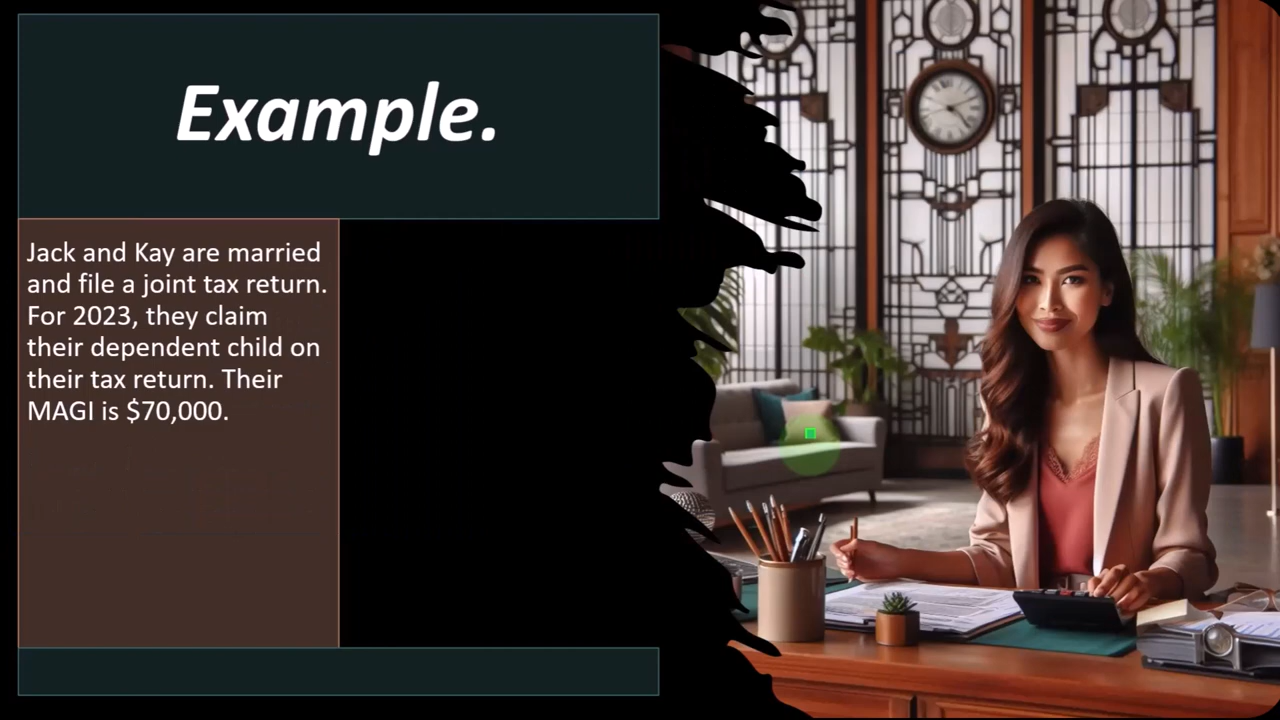 Example.
Jack and Kay are married
and file a joint tax return.
For 2023, they claim
their dependent child on
their tax return. Their
MAGI is $70,000.